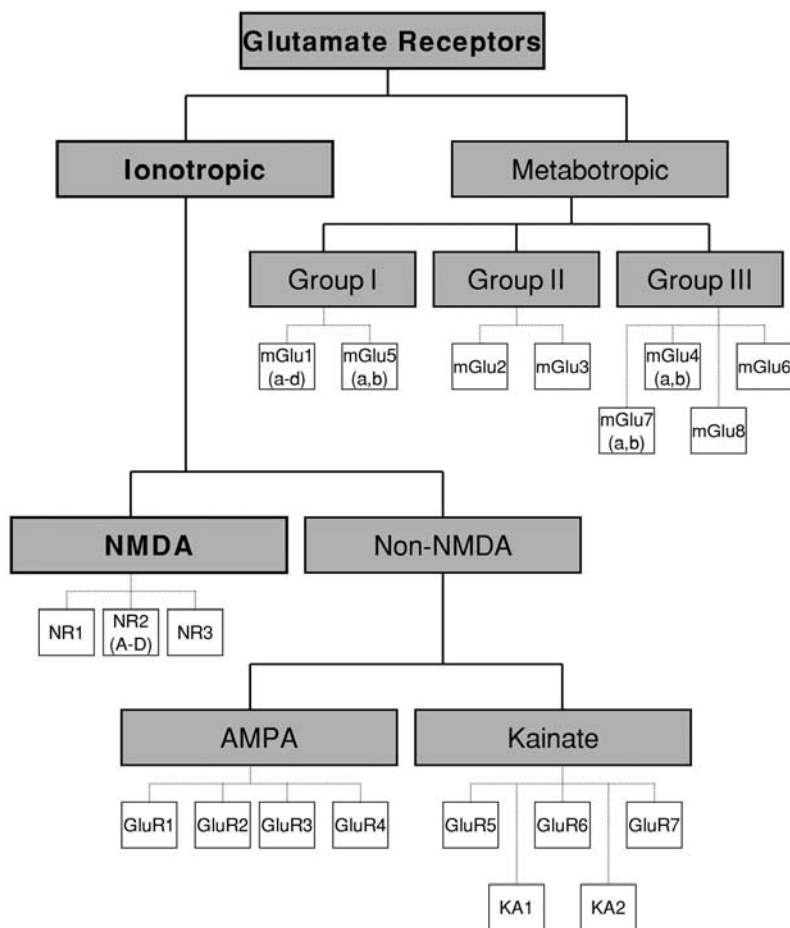 Glutamate Receptors
Ionotropic
Metabotropic
Group I
Group II
Group III
mGlu1
(a-d)
mGlu5
(a,b)
mGlu2
mGlu3
mGlu4
(a,b)
mGlu6
mGlu7
(a,b)
mGlu8
NMDA
Non-NMDA
NR1
NR2
(A-D)
NR3
AMPA
Kainate
GluR1
GluR2
GluR3
GluR4
GluR5
GluR6
GluR7
KA1
KA2